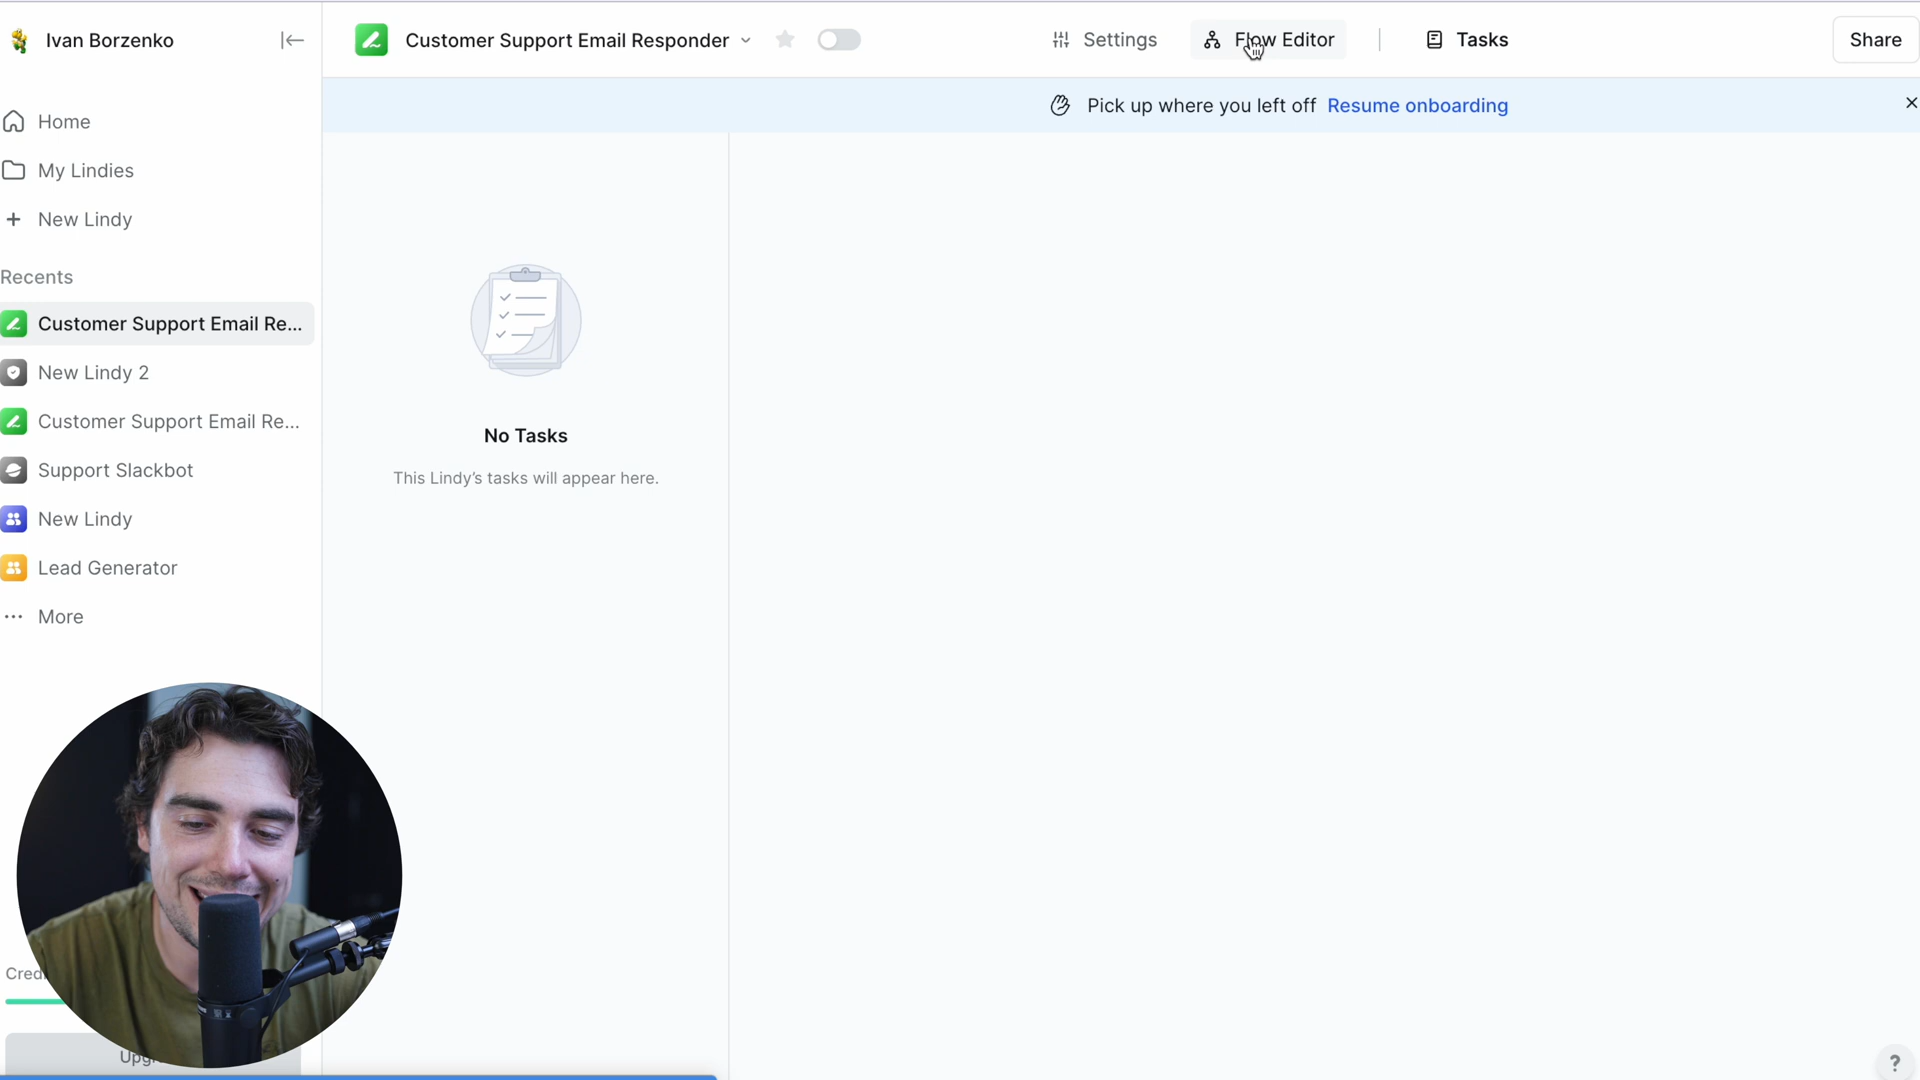 Ivan Borzenko
Customer Support Email Responder
Settings
Flow Editor
Tasks
Share
Pick up where you left off Resume onboarding
Home
My Lindies
New Lindy
Recents
Customer Support Email Re...
New Lindy 2
Customer Support Email Re...
Support Slackbot
New Lindy
Lead Generator
More
No Tasks
This Lindy's tasks will appear here.
?